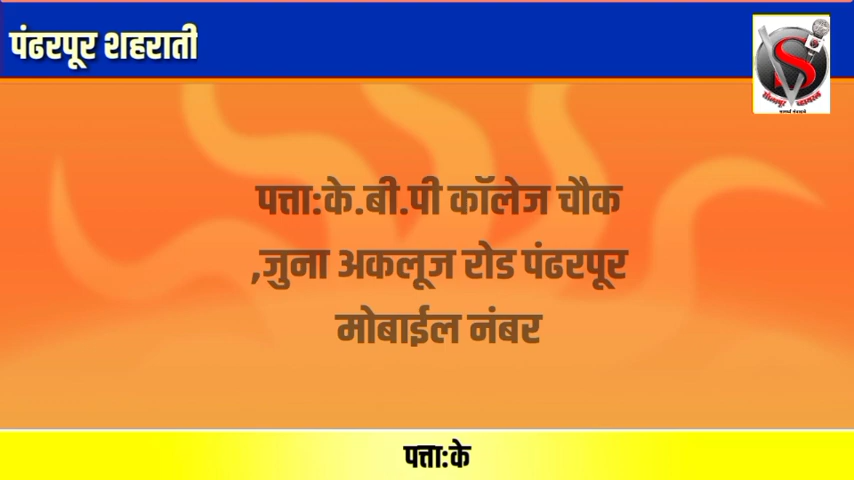 पंढरपूर शहराती
पत्ता:के.बी.पी कॉलेज चौक
,जुना अकलूज रोड पंढरपूर
मोबाईल नंबर
पत्ता:के